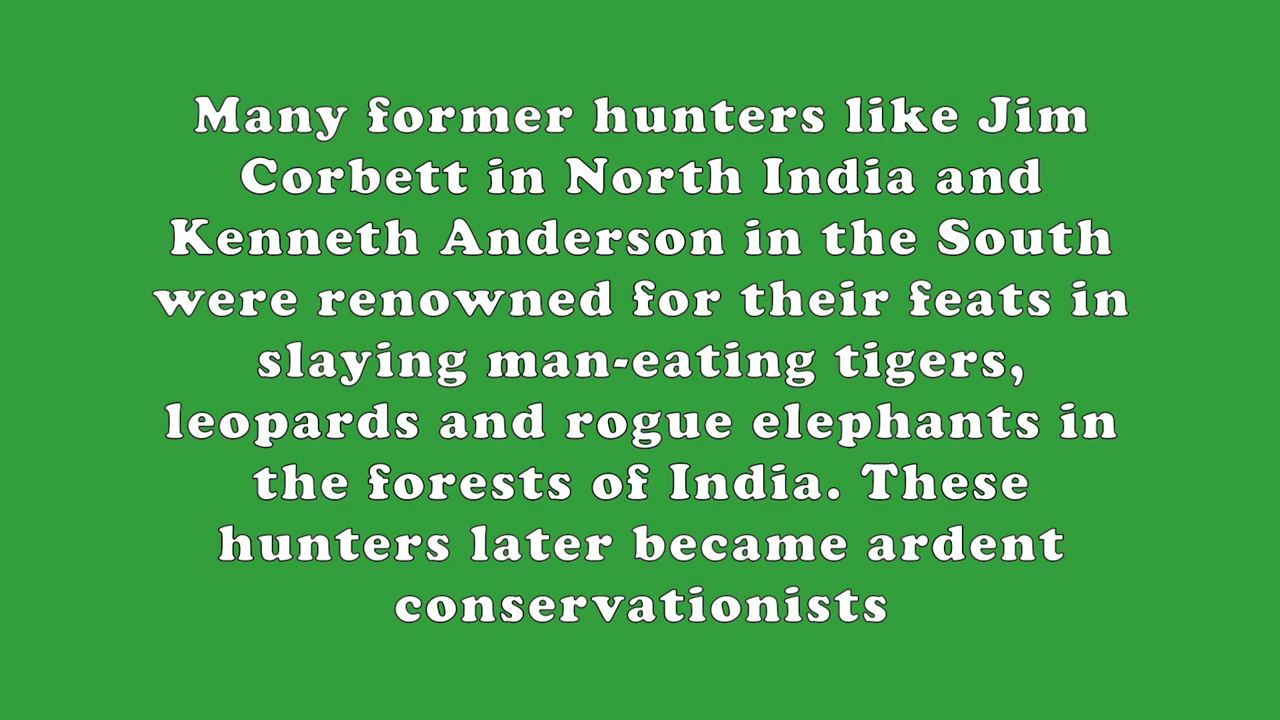 Many former hunters like Jim
Corbett in North India and
Kenneth Anderson in the South
were renowned for their feats in
slaying man-eating tigers,
leopards and rogue elephants in
the forests of India. These
hunters later became ardent
conservationists